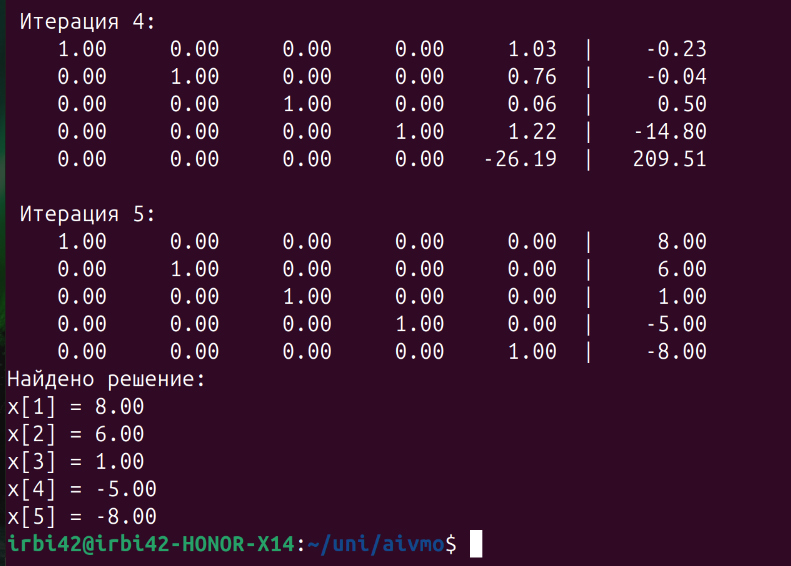 Итерация 4:
1.00 0.00 0.00 0.00 1.03 | -0.23
0.00 1.00 0.00 0.00 0.76 | -0.04
0.00 0.00 1.00 0.00 0.06 | 0.50
0.00 0.00 0.00 1.00 1.22 | -14.80
0.00 0.00 0.00 0.00 -26.19 | 209.51
Итерация 5:
1.00 0.00 0.00 0.00 0.00 | 8.00
0.00 1.00 0.00 0.00 0.00 | 6.00
0.00 0.00 1.00 0.00 0.00 | 1.00
0.00 0.00 0.00 1.00 0.00 | -5.00
0.00 0.00 0.00 0.00 1.00 | -8.00
Найдено решение:
x[1] = 8.00
x[2] = 6.00
x[3] = 1.00
x[4] = -5.00
x[5] = -8.00
irbi42@irbi42-HONOR-X14:~/uni/aivmo$